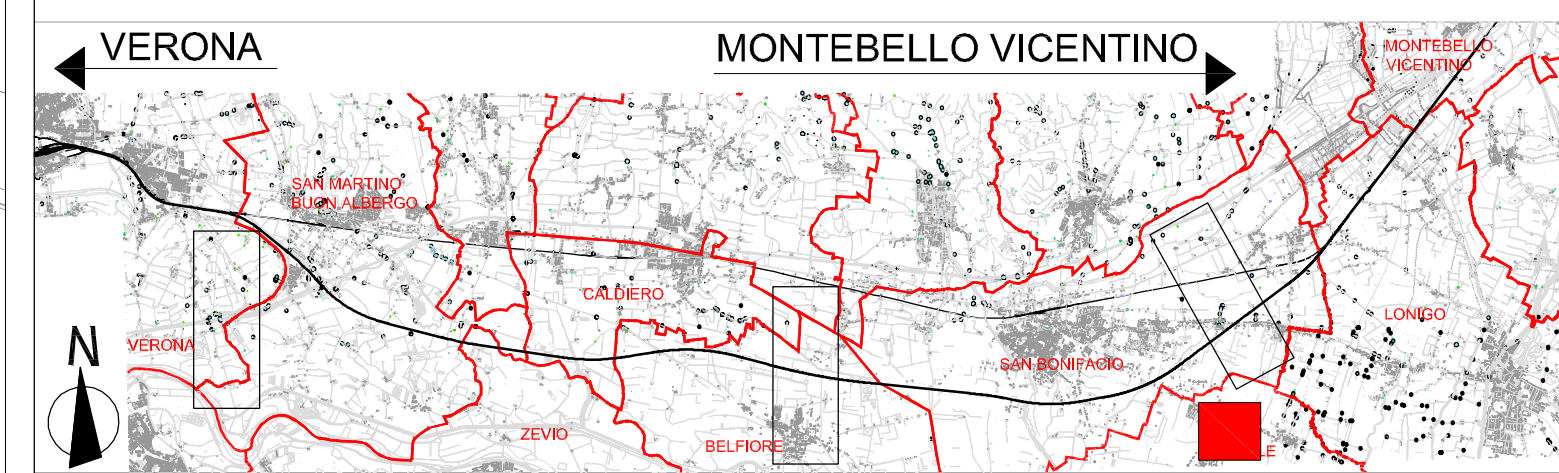 VERONA
MONTEBELLO VICENTINO
MONTEBELLO
VICENTINO
SAN MARTINO
BUON ALBERGO
CALDIERO
LONIGO
N
VERONA
SAN BONIFACIO
ZEVIO
BELFIORE